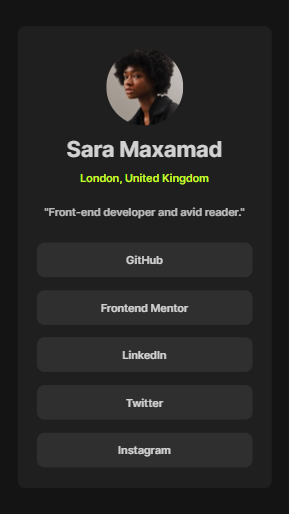 Sara Maxamad
London, United Kingdom
"Front-end developer and avid reader."
GitHub
Frontend Mentor
LinkedIn
Twitter
Instagram